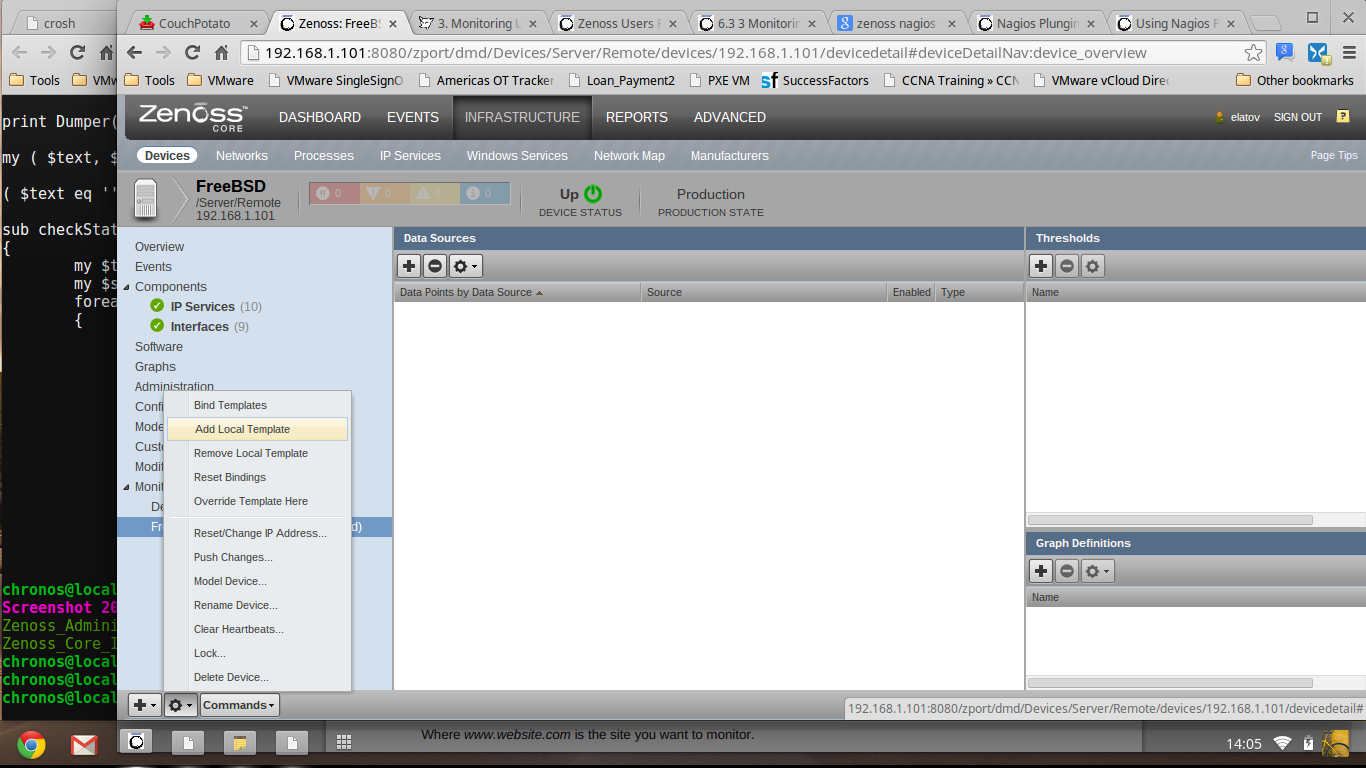 crosh
CouchPotato
Zenoss: FreeBS
3. Monitoring U
Zenoss Users F
6.3 3 Monitorin
zenoss nagios
Nagios Plungin
Using Nagios P
192.168.1.101:8080/zport/dmd/Devices/Server/Remote/devices/192.168.1.101/devicedetail#deviceDetailNav:device_overview
Tools
VMw
Tools
VMware
VMware SingleSignO
Americas OT Tracker
Loan_Payment2
PXE VM
SuccessFactors
CCNA Training » CCN
VMware vCloud Direc
Other bookmarks
print Dumper(
my ( $text, $
( $text eq ''
sub checkStat
{
my $t
my $s
forea
{
chronos@local
Screenshot 20
Zenoss_Admini
Zenoss_Core_I
chronos@local
chronos@local
chronos@local
Zenoss CORE
DASHBOARD
EVENTS
INFRASTRUCTURE
REPORTS
ADVANCED
elatov
SIGN OUT
?
Devices
Networks
Processes
IP Services
Windows Services
Network Map
Manufacturers
Page Tips
FreeBSD
/Server/Remote
192.168.1.101
0
0
0
0
Up
DEVICE STATUS
Production
PRODUCTION STATE
Overview
Events
Components
IP Services (10)
Interfaces (9)
Software
Graphs
Administration
Confi
Mode
Custo
Modif
Monit
De
Fr
d)
Bind Templates
Add Local Template
Remove Local Template
Reset Bindings
Override Template Here
Reset/Change IP Address...
Push Changes...
Model Device...
Rename Device...
Clear Heartbeats...
Lock...
Delete Device...
Commands
Data Sources
Data Points by Data Source
Source
Enabled
Type
Thresholds
Name
Graph Definitions
Name
192.168.1.101:8080/zport/dmd/Devices/Server/Remote/devices/192.168.1.101/devicedetail#
Where www.website.com is the site you want to monitor.
14:05